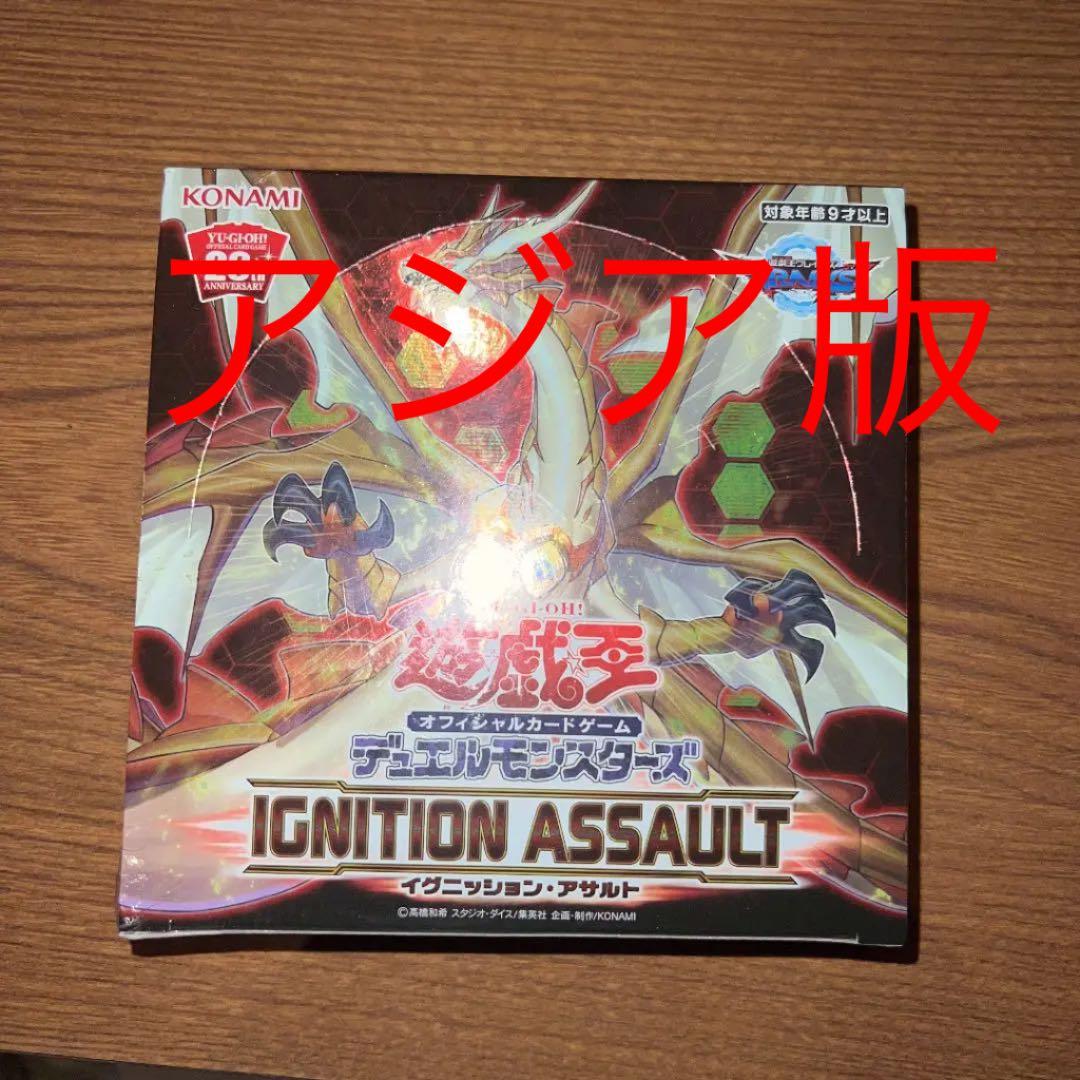 KONAMI
対象年齢9才以上
YU-GI-OH!
OFFICIAL CARD GAME
20th
ANNIVERSARY
アジア版
遊戯王
オフィシャルカードゲーム
デュエルモンスターズ
IGNITION ASSAULT
イグニッション・アサルト
©高橋和希 スタジオ・ダイス/集英社 企画・制作/KONAMI